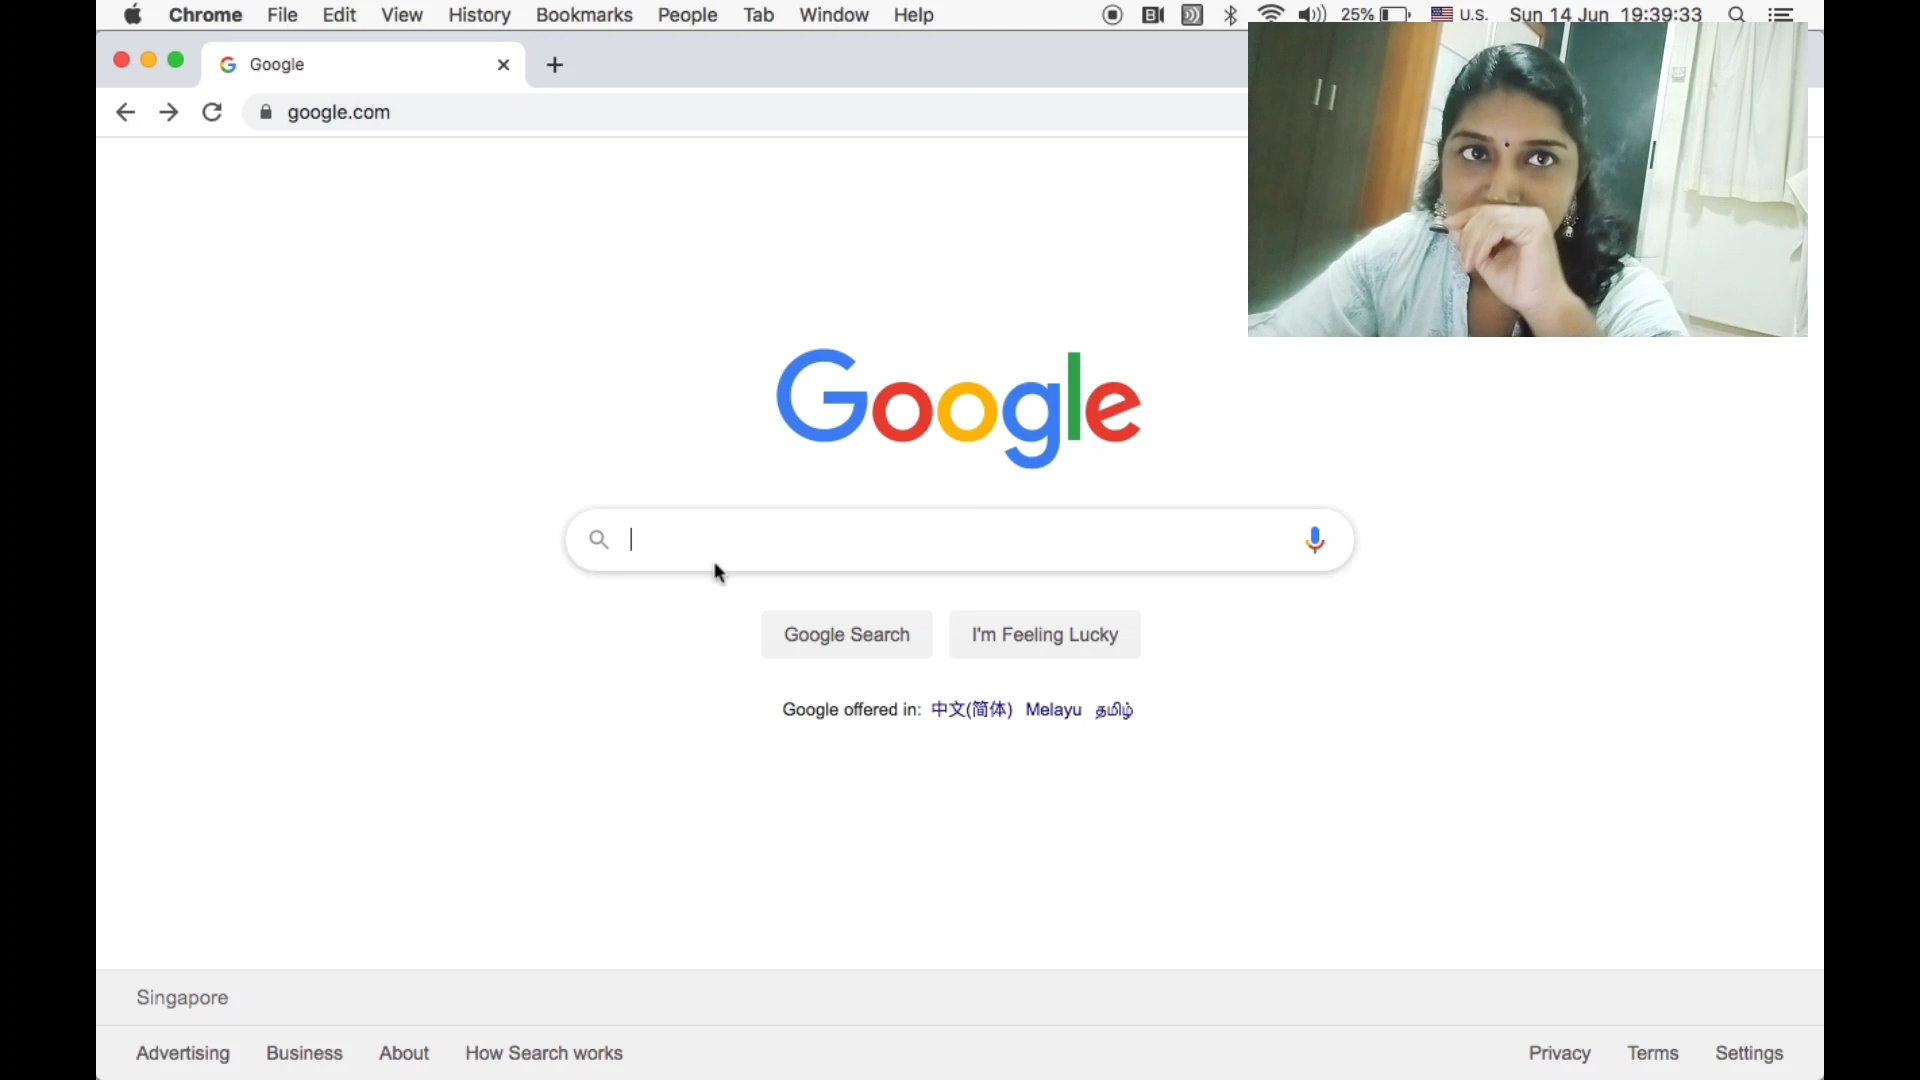 Chrome File Edit View History Bookmarks People Tab Window Help 25% U.S. Sun 14 Jun 19:39:33
Google
google.com
Google
Google Search I'm Feeling Lucky
Google offered in: 中文(简体) Melayu தமிழ்
Singapore
Advertising Business About How Search works Privacy Terms Settings